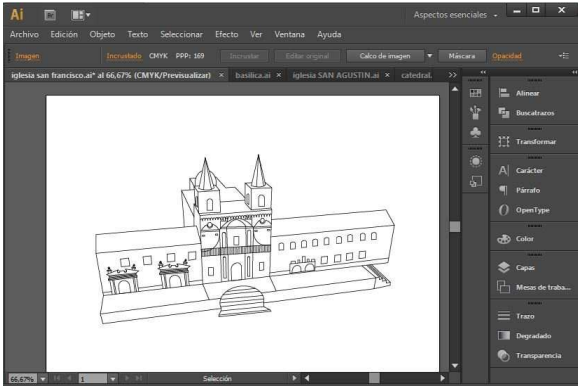 Ai Br Aspectos esenciales
Archivo Edición Objeto Texto Seleccionar Efecto Ver Ventana Ayuda
Imagen Incrustado CMYK PPP: 169 Incrustar Editar original Calco de imagen Máscara Opacidad
iglesia san francisco.ai* al 66,67% (CMYK/Previsualizar) × basilica.ai × iglesia SAN AGUSTIN.ai × catedral. >>
Alinear
Buscatrazos
Transformar
Carácter
Párrafo
OpenType
Color
Capas
Mesas de traba...
Trazo
Degradado
Transparencia
66,67% 1 Selección